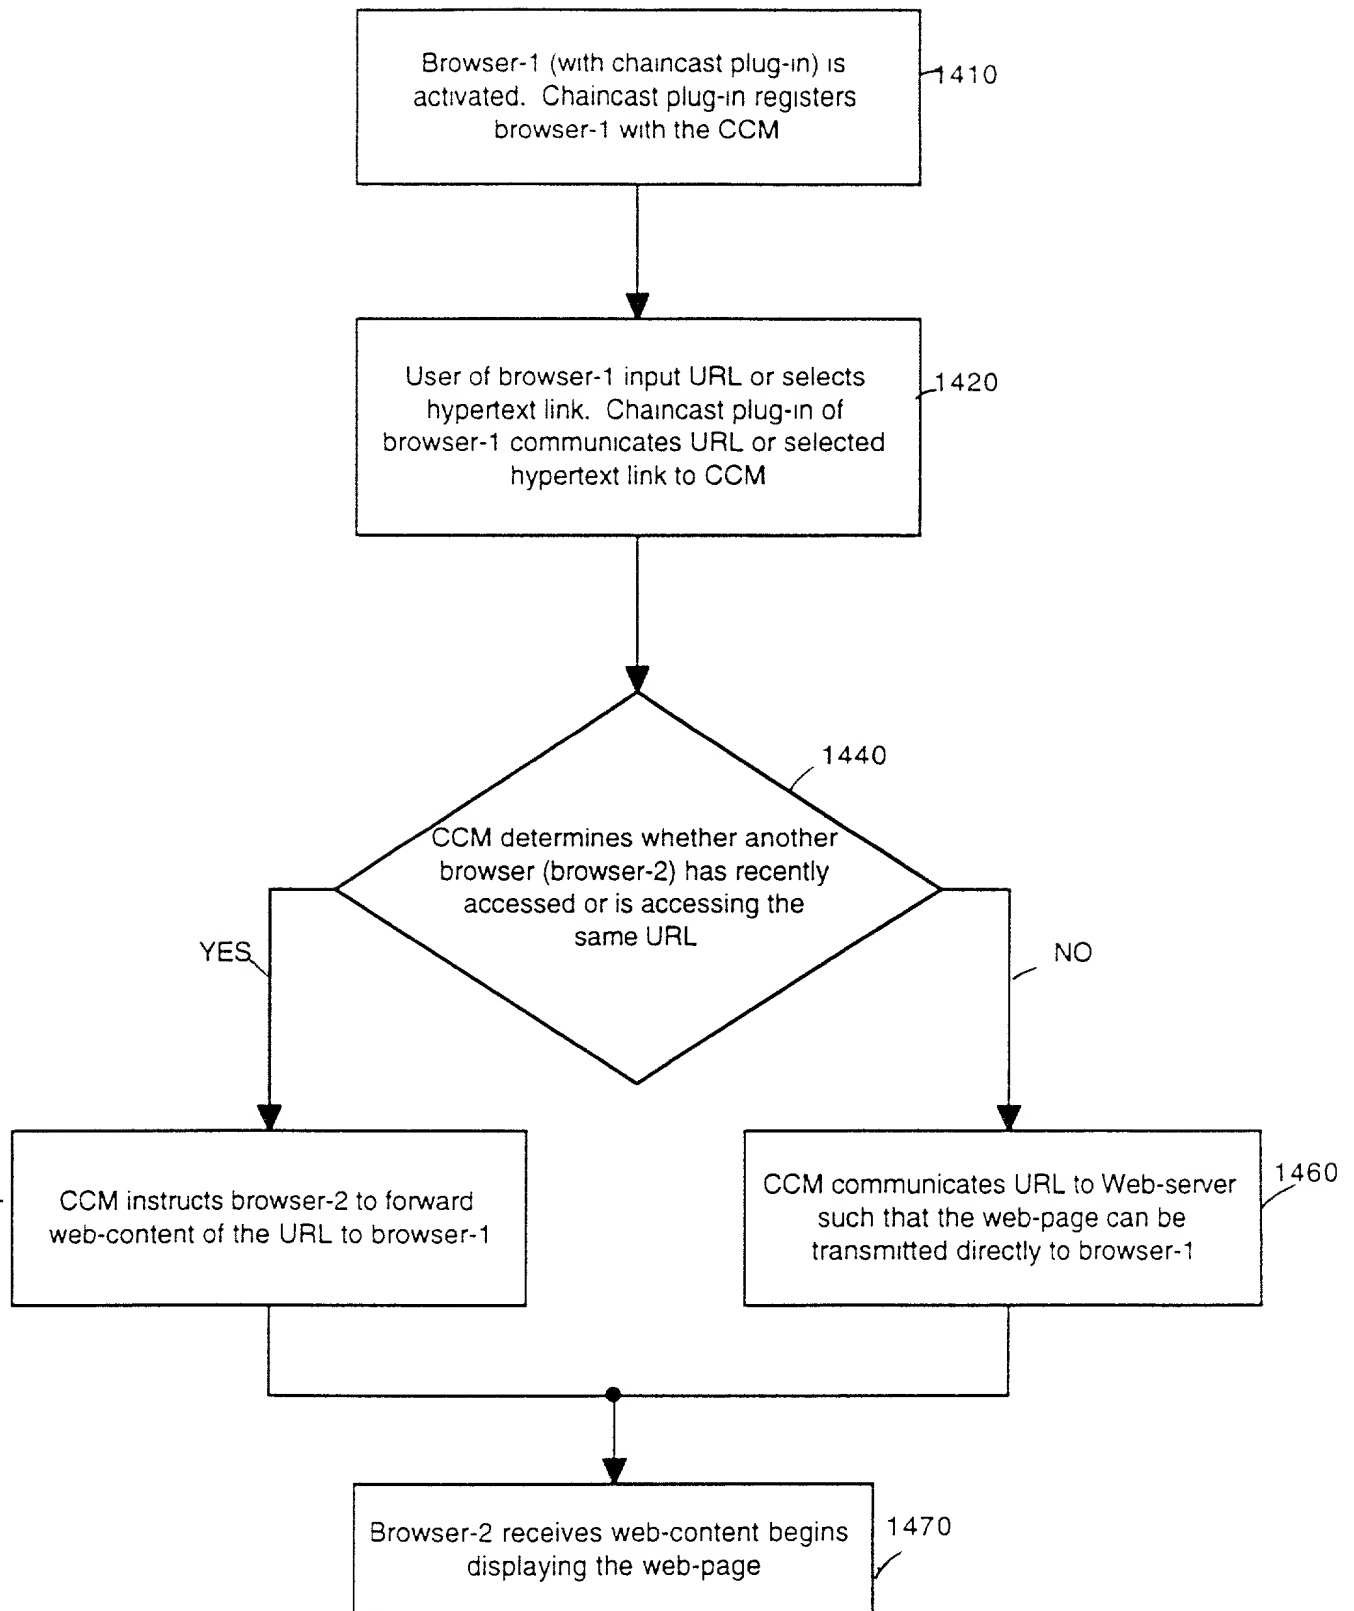 Browser-1 (with chaincast plug-in) is
activated. Chaincast plug-in registers
browser-1 with the CCM
1410
User of browser-1 input URL or selects
hypertext link. Chaincast plug-in of
browser-1 communicates URL or selected
hypertext link to CCM
1420
1440
CCM determines whether another
browser (browser-2) has recently
accessed or is accessing the
same URL
YES
NO
CCM instructs browser-2 to forward
web-content of the URL to browser-1
CCM communicates URL to Web-server
such that the web-page can be
transmitted directly to browser-1
1460
Browser-2 receives web-content begins
displaying the web-page
1470